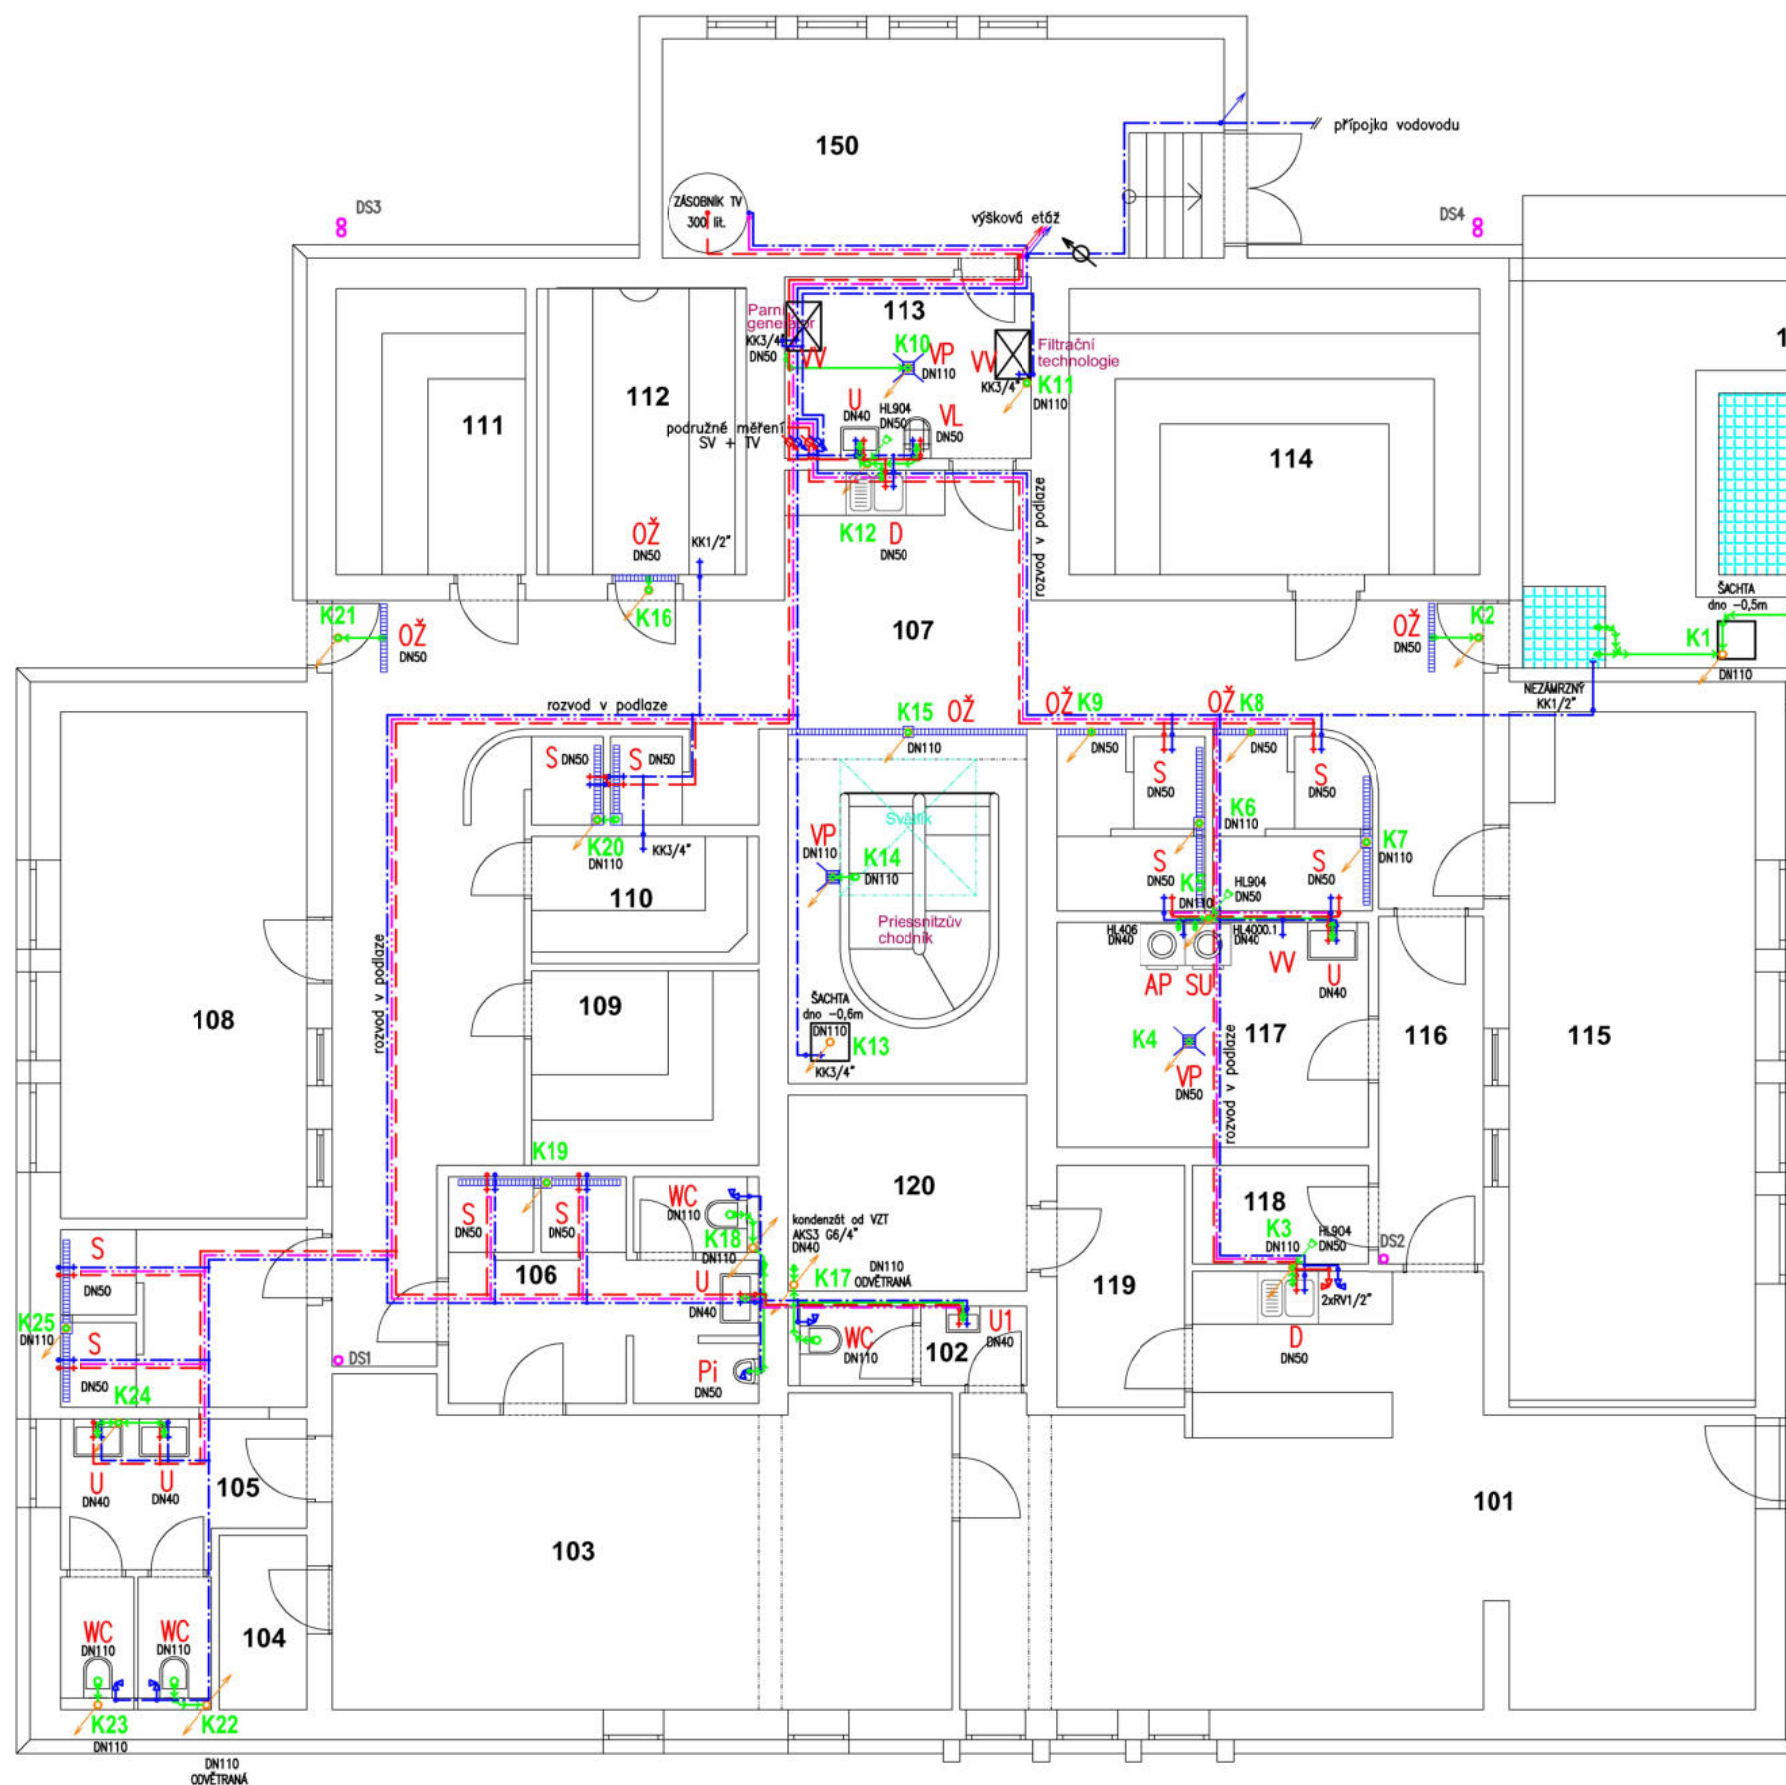 150
přípojka vodovodu
ZÁSOBNÍK TV
300 lit.
výšková etáž
DS3
DS4
113
Parní
generátor
KK3/4"
DN50
VV
K10
VP
DN110
VV
KK3/4"
Filtrační
technologie
K11
DN110
111
112
podružné měření
SV + TV
U
DN40
HL904
DN50
VL
DN50
114
1
K12
D
DN50
rozvod v podlaze
OŽ
DN50
KK1/2"
K16
K21
OŽ
DN50
107
OŽ
DN50
K2
ŠACHTA
dno -0,5m
K1
DN110
NEZÁMRZNÝ
KK1/2"
rozvod v podlaze
K15
OŽ
DN110
OŽ
K9
DN50
OŽ
K8
DN50
S
DN50
S
DN50
K20
DN110
KK3/4"
S
DN50
S
DN50
K6
DN110
K7
DN110
Světlík
VP
DN110
K14
DN110
Priessnitzův
chodník
S
DN50
S
DN50
K5
DN110
HL904
DN50
110
HL406
DN40
HL4000.1
DN40
AP
SU
VV
U
DN40
rozvod v podlaze
108
109
ŠACHTA
dno -0,6m
DN110
K13
KK3/4"
K4
VP
DN50
117
rozvod v podlaze
116
115
K19
S
DN50
S
DN50
WC
DN110
K18
DN110
120
kondenzát od VZT
AKS3 G6/4"
DN40
K17
DN110
ODVĚTRANÁ
118
K3
DN110
HL904
DN50
DS2
S
DN50
106
U
DN40
119
2xRV1/2"
K25
DN110
S
DN50
DS1
U1
DN40
WC
DN110
102
D
DN50
Pi
DN50
K24
U
DN40
U
DN40
105
103
101
WC
DN110
WC
DN110
104
K23
DN110
K22
DN110
ODVĚTRANÁ